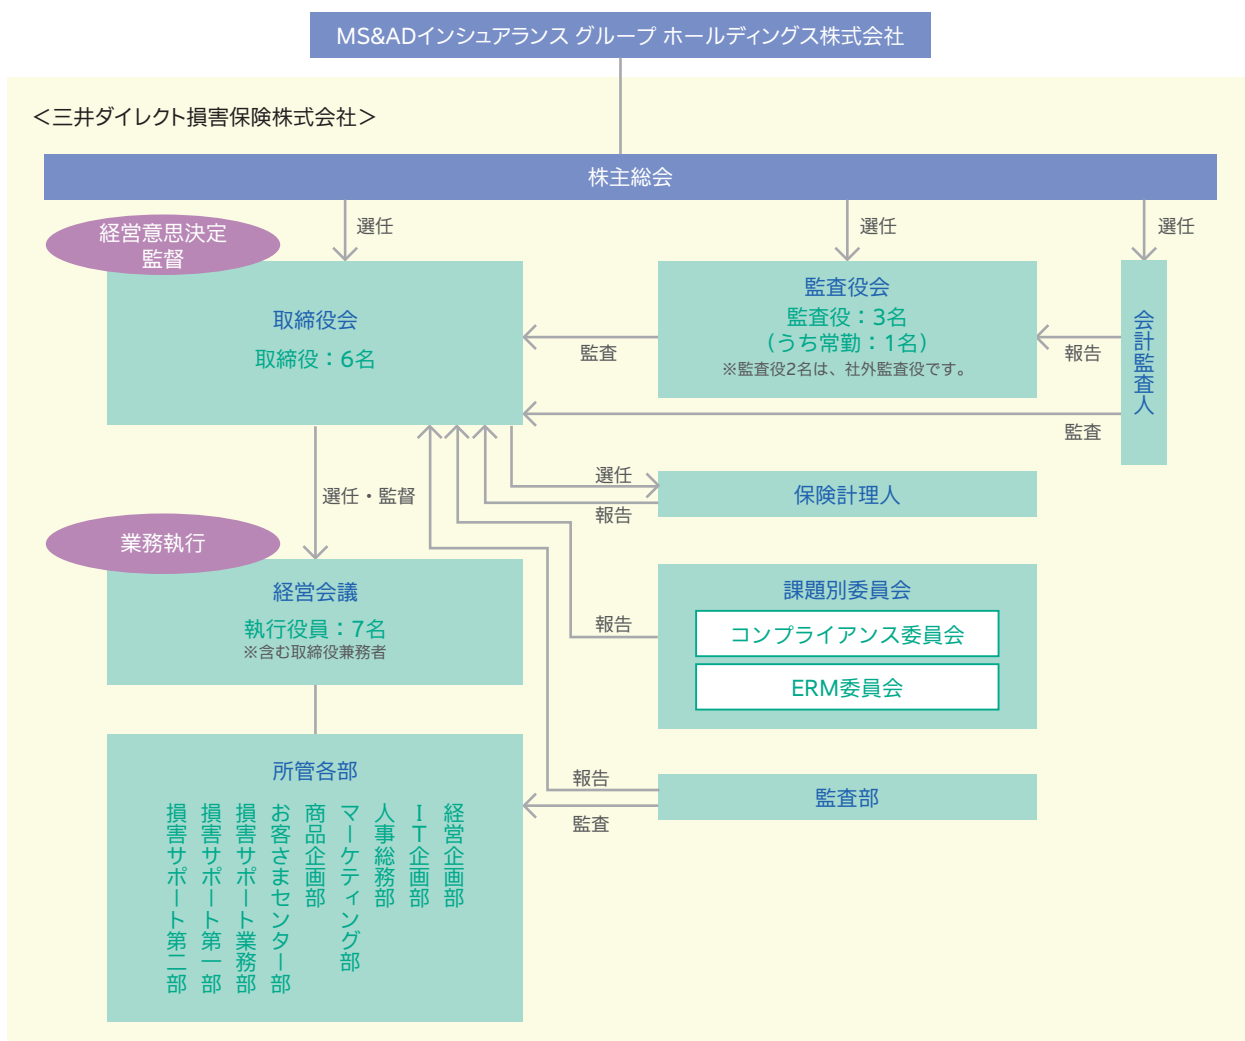 MS&ADインシュアランス グループ ホールディングス株式会社
＜三井ダイレクト損害保険株式会社＞
株主総会
選任
選任
選任
経営意思決定
監督
取締役会
取締役：6名
監査
監査役会
監査役：3名
（うち常勤：1名）
※監査役2名は、社外監査役です。
報告
会計監査人
監査
選任・監督
選任
報告
保険計理人
業務執行
経営会議
執行役員：7名
※含む取締役兼務者
報告
課題別委員会
コンプライアンス委員会
ERM委員会
所管各部
経営企画部
IT企画部
人事総務部
マーケティング部
商品企画部
お客さまセンター部
損害サポート業務部
損害サポート第一部
損害サポート第二部
報告
監査
監査部